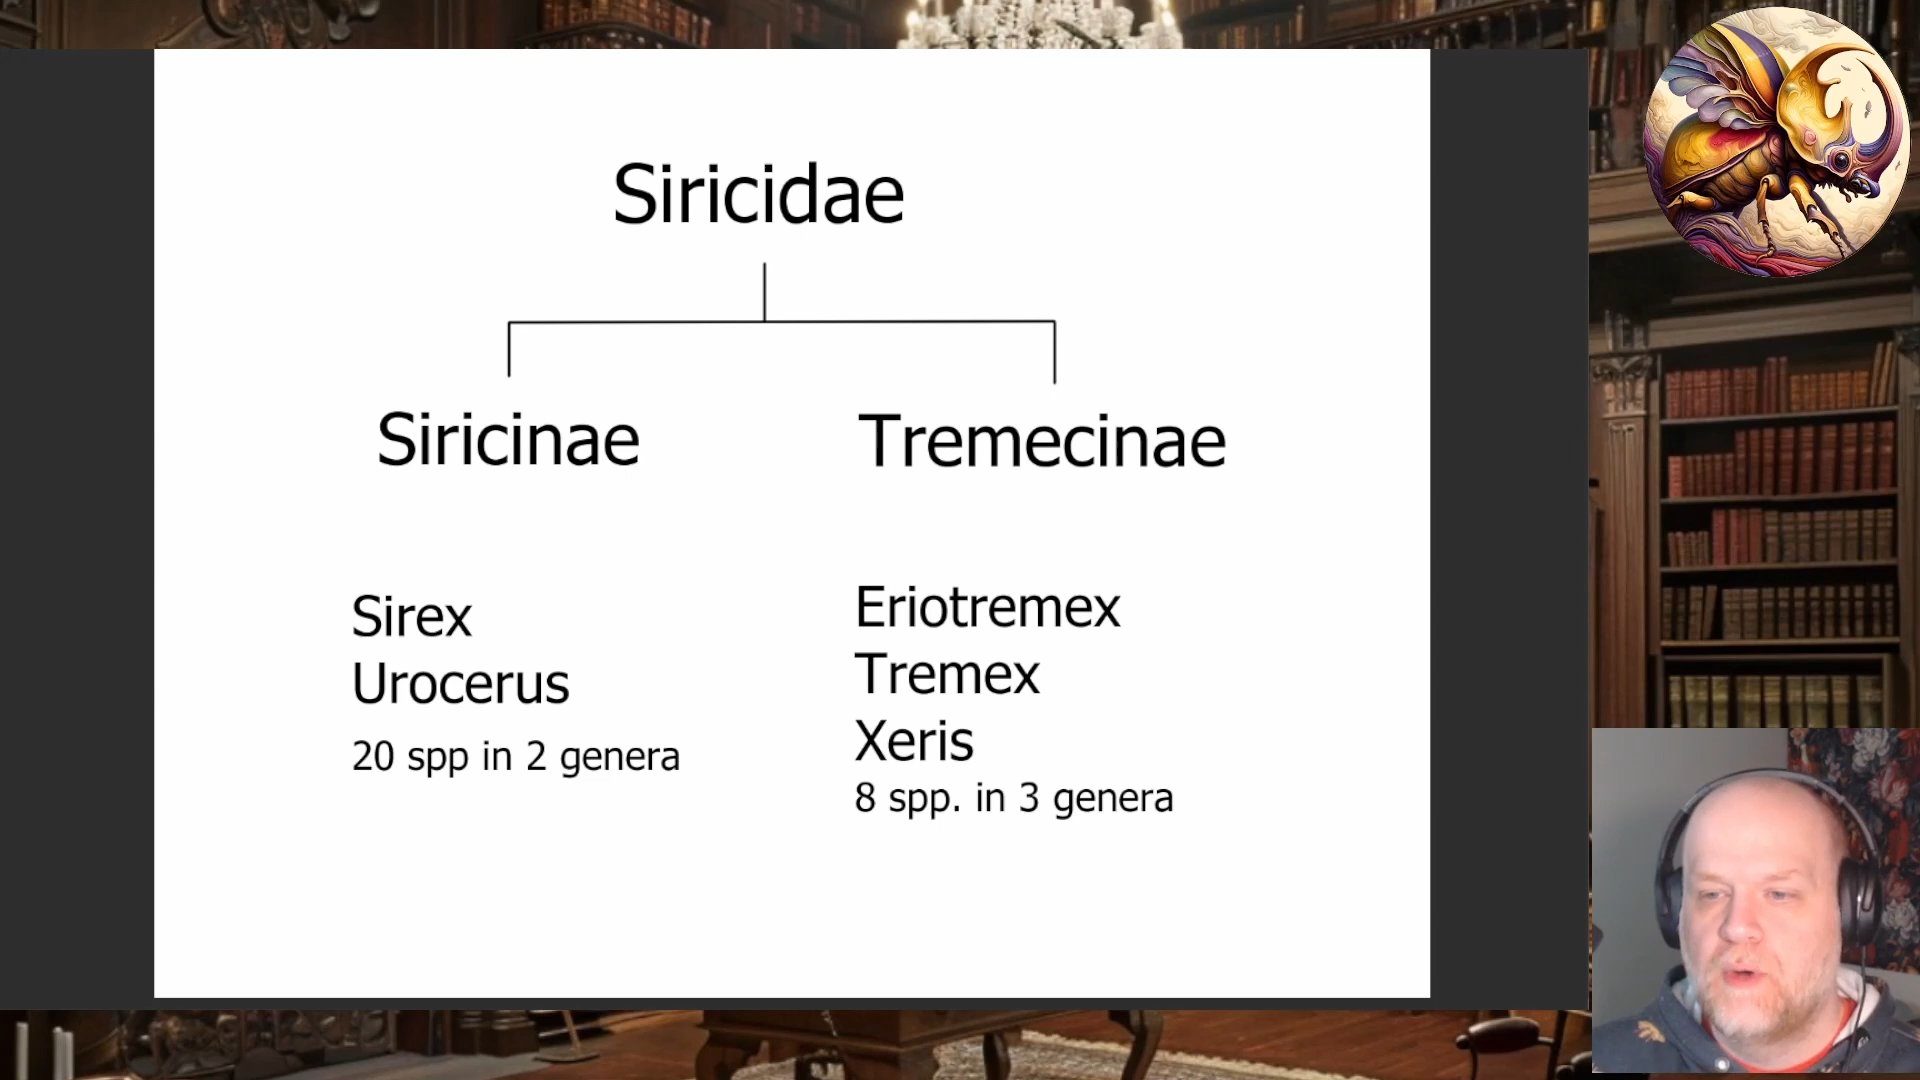 Siricidae
Siricinae
Tremecinae
Sirex
Urocerus
20 spp in 2 genera
Eriotremex
Tremex
Xeris
8 spp. in 3 genera